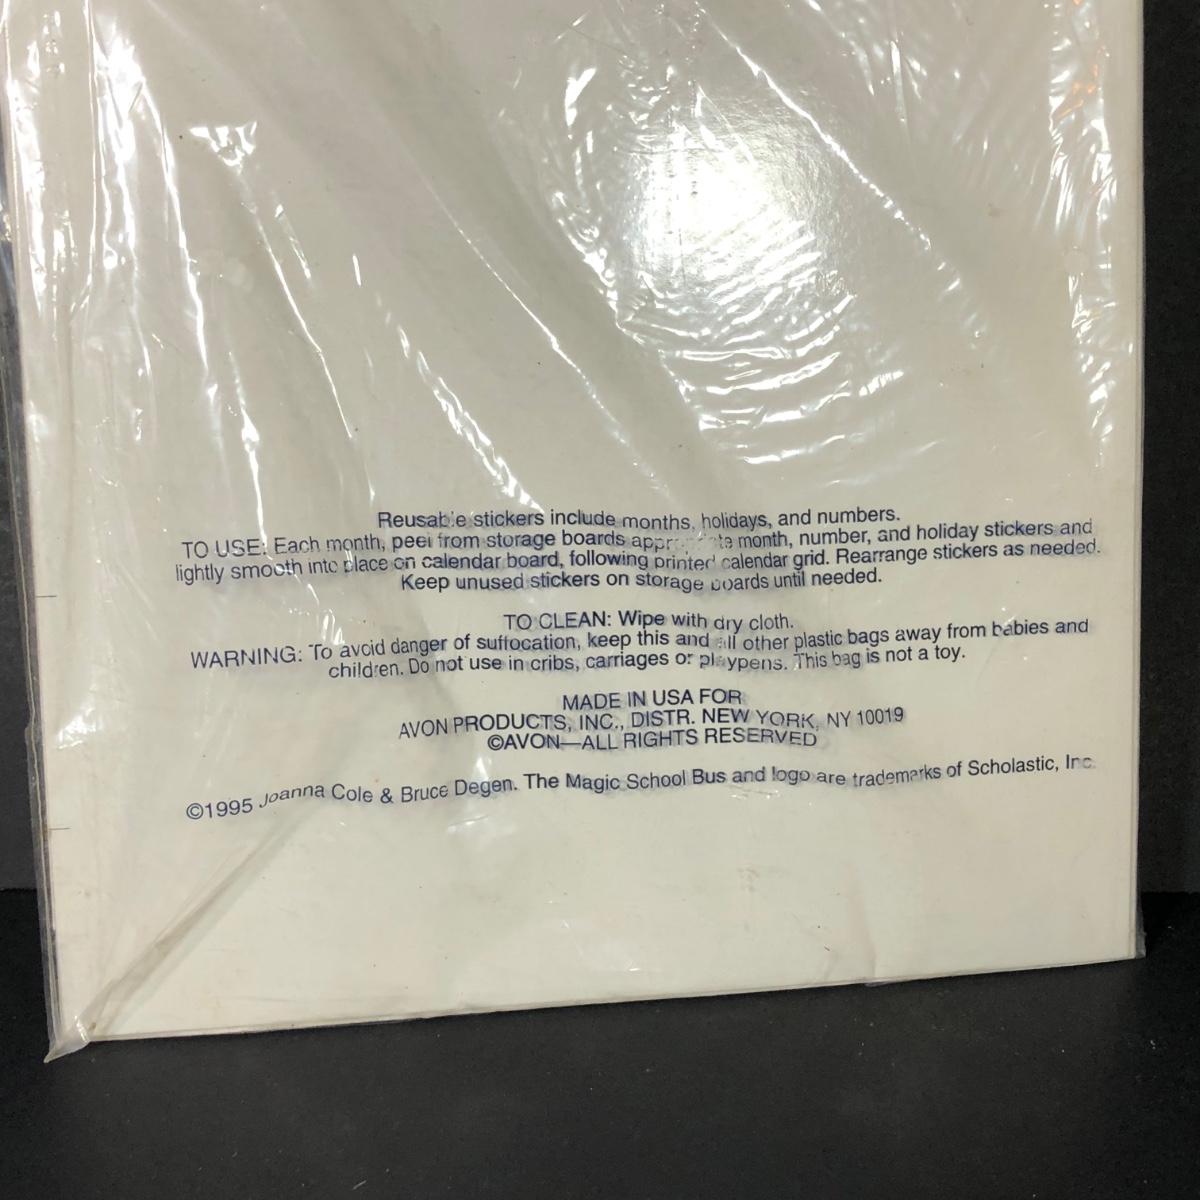 Reusable stickers include months, holidays, and numbers.
TO USE: Each month, peel from storage boards appropriate month, number, and holiday stickers and
lightly smooth into place on calendar board, following printed calendar grid. Rearrange stickers as needed.
Keep unused stickers on storage boards until needed.
TO CLEAN: Wipe with dry cloth.
WARNING: To avoid danger of suffocation, keep this and all other plastic bags away from babies and
children. Do not use in cribs, carriages or playpens. This bag is not a toy.
MADE IN USA FOR
AVON PRODUCTS, INC., DISTR. NEW YORK, NY 10019
©AVON—ALL RIGHTS RESERVED
©1995 Joanna Cole & Bruce Degen. The Magic School Bus and logo are trademarks of Scholastic, Inc.